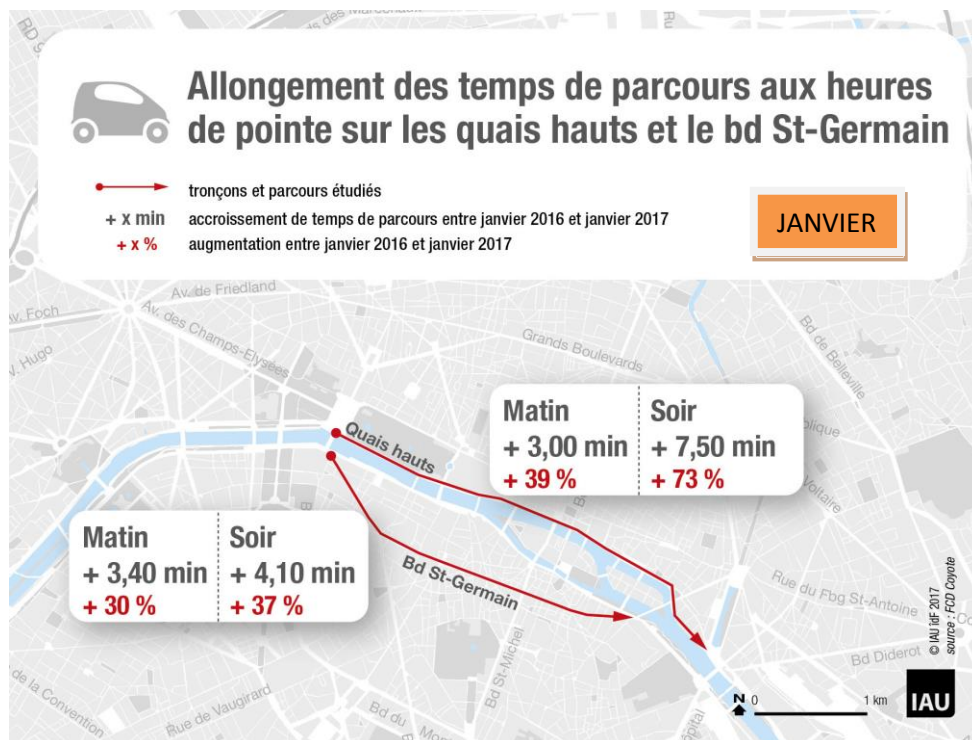 Allongement des temps de parcours aux heures
de pointe sur les quais hauts et le bd St-Germain
tronçons et parcours étudiés
+ x min accroissement de temps de parcours entre janvier 2016 et janvier 2017
+ x % augmentation entre janvier 2016 et janvier 2017
JANVIER
Av. de Friedland
Av. Foch
Av. des Champs-Elysées
Hugo
Grands Boulevards
Bd de Belleville
Quais hauts
Matin Soir
+ 3,00 min + 7,50 min
+ 39 % + 73 %
Voltaire
Matin Soir
+ 3,40 min + 4,10 min
+ 30 % + 37 %
Bd St-Germain
Rue du Fbg St-Antoine
Bd St-Michel
Bd Diderot
de la Convention
Rue de Vaugirard
Bd du
N 0 1 km
© IAU îdF 2017
source : FCD Coyote
IAU